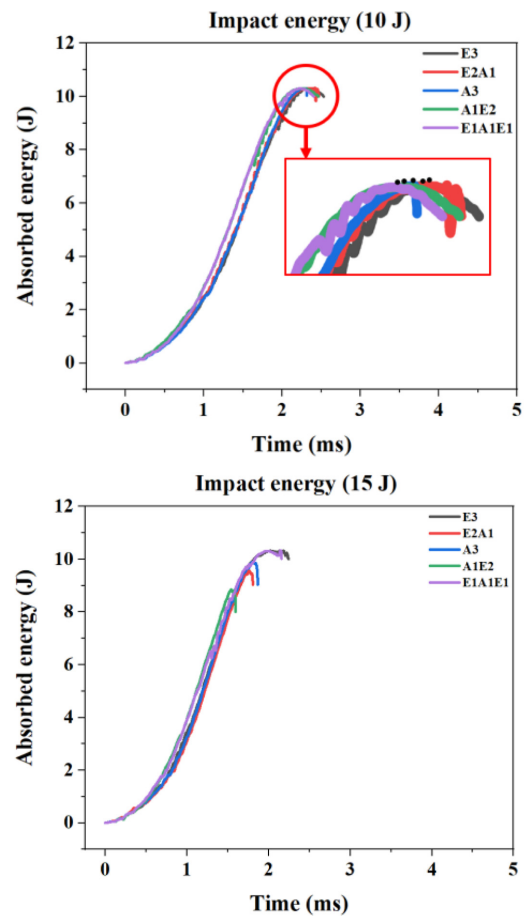 Impact energy (10 J)
12
10
8
6
4
2
0
Absorbed energy (J)
E3
E2A1
A3
A1E2
E1A1E1
0 1 2 3 4 5
Time (ms)
Impact energy (15 J)
12
10
8
6
4
2
0
Absorbed energy (J)
E3
E2A1
A3
A1E2
E1A1E1
0 1 2 3 4 5
Time (ms)